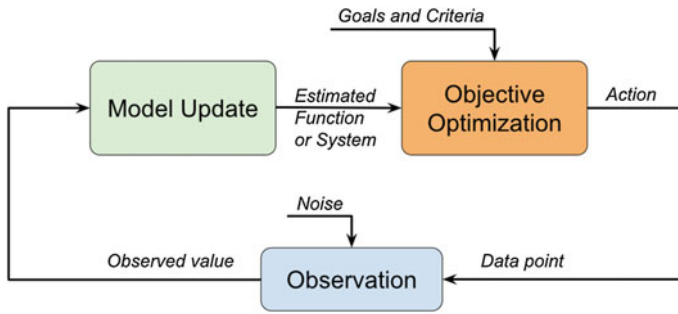 Goals and Criteria
Model Update
Estimated
Function
or System
Objective
Optimization
Action
Noise
Observed value
Observation
Data point